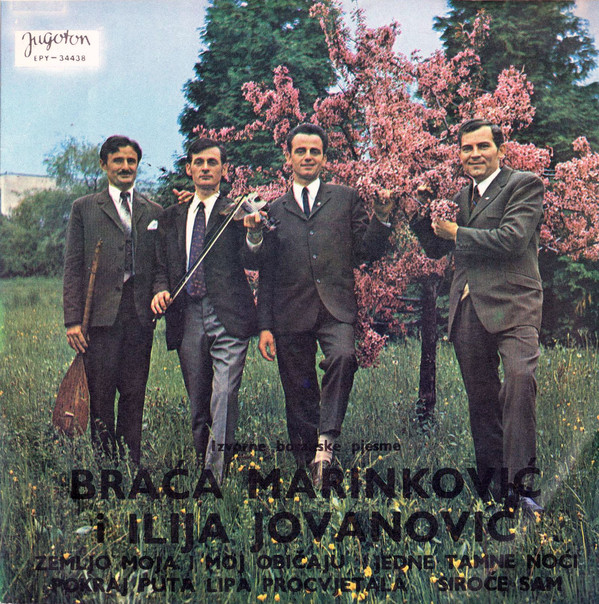 Jugoton
EPY-34438
Izvorne bosanske pjesme
BRAĆA MARINKOVIĆ
i ILIJA JOVANOVIĆ
ZEMLJO MOJA I MOJ OBIČAJU JEDNE TAMNE NOĆI
POKRAJ PUTA LIPA PROCVJETALA SIROČE SAM